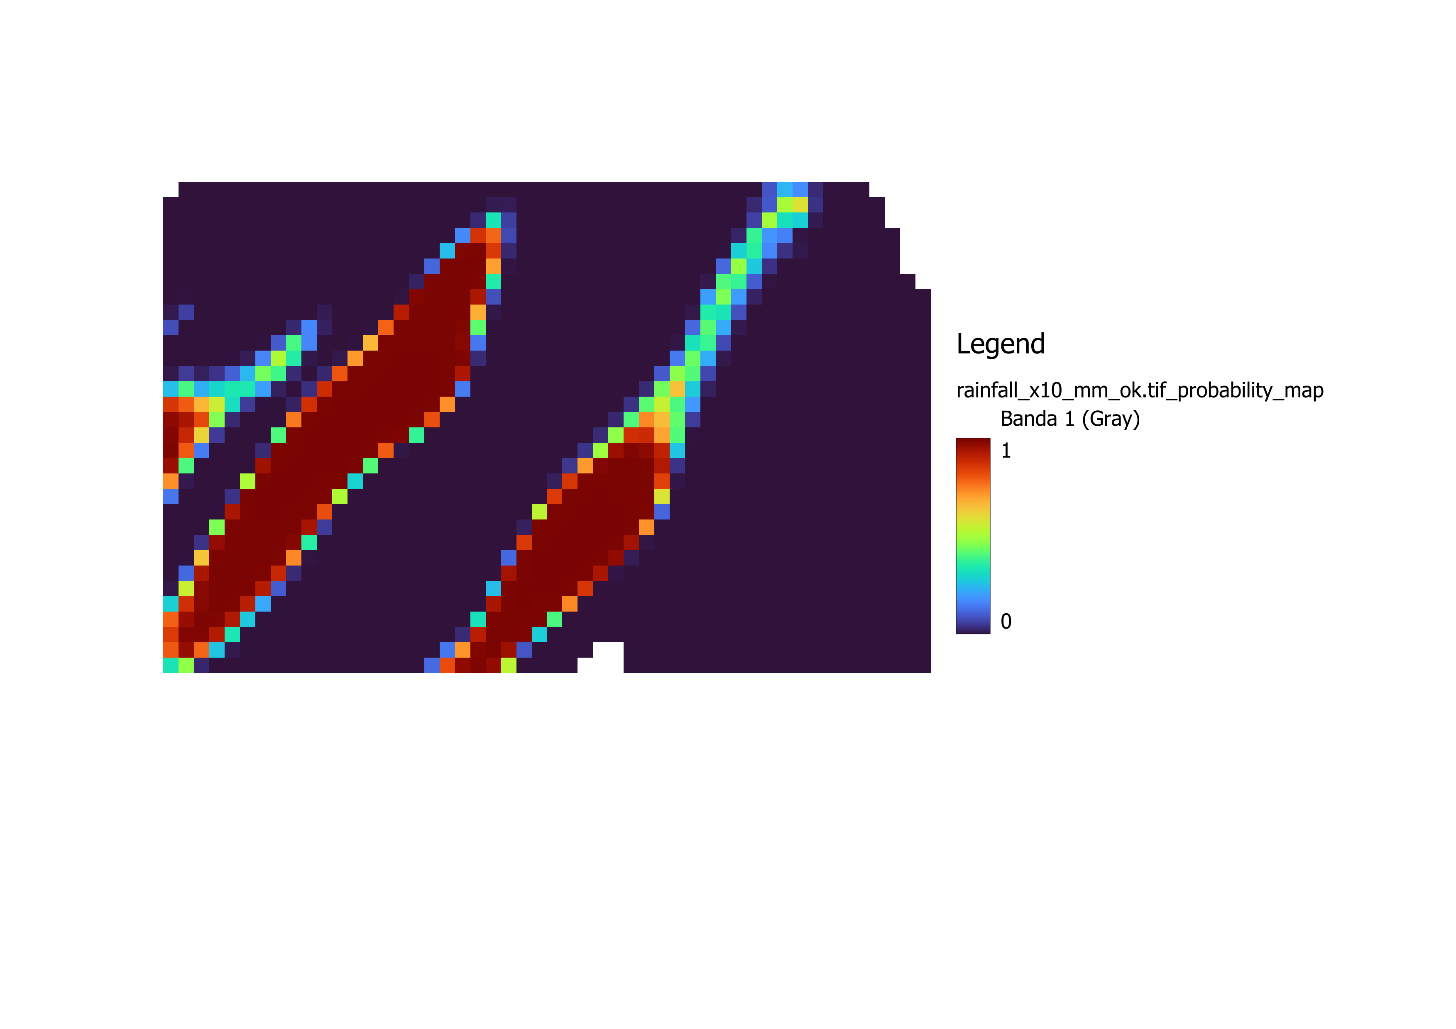 Legend
rainfall_x10_mm_ok.tif_probability_map
Banda 1 (Gray)
1
0